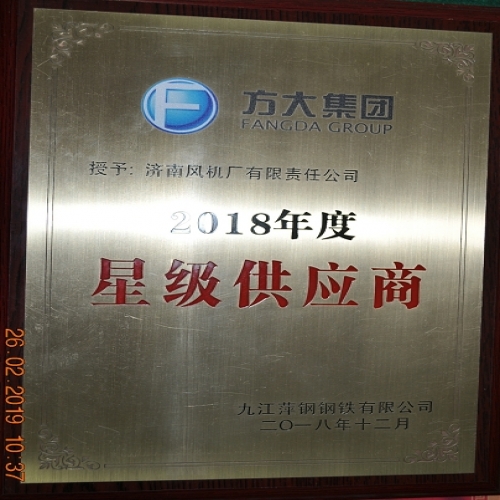 F 方大集团
FANGDA GROUP
授予: 济南风机厂有限责任公司
2018年度
星级供应商
九江萍钢钢铁有限公司
二〇一八年十二月
26.02.2019 10:37